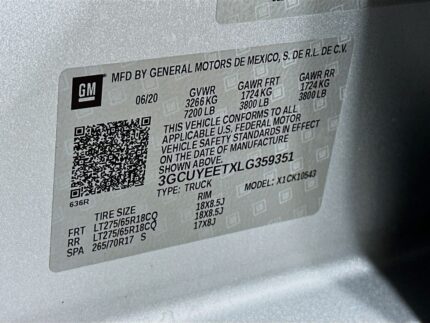 GM
MFD BY GENERAL MOTORS DE MEXICO, S. DE R.L. DE C.V.
06/20 GVWR GAWR FRT GAWR RR
3266 KG 1724 KG 1724 KG
7200 LB 3800 LB 3800 LB
THIS VEHICLE CONFORMS TO ALL
APPLICABLE U.S. FEDERAL MOTOR
VEHICLE SAFETY STANDARDS IN EFFECT
ON THE DATE OF MANUFACTURE
SHOWN ABOVE.
3GCUYEETXLG359351
TYPE: TRUCK MODEL: X1CK10543
636R
TIRE SIZE RIM
FRT LT275/65R18CQ 18X8.5J
RR LT275/65R18CQ 18X8.5J
SPA 265/70R17 S 17X8J